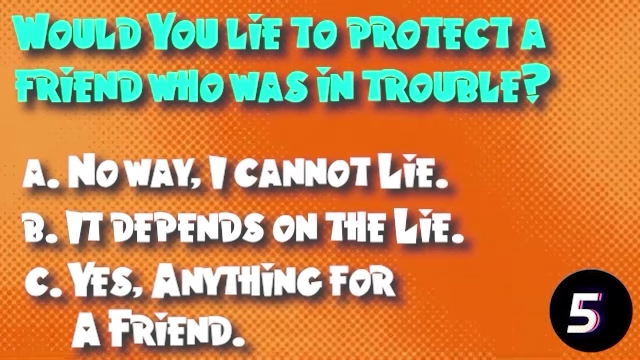 Would You lie to protect a
friend who was in trouble?
A. No way, I cannot Lie.
B. It depends on the Lie.
C. Yes, Anything for
A Friend.
5